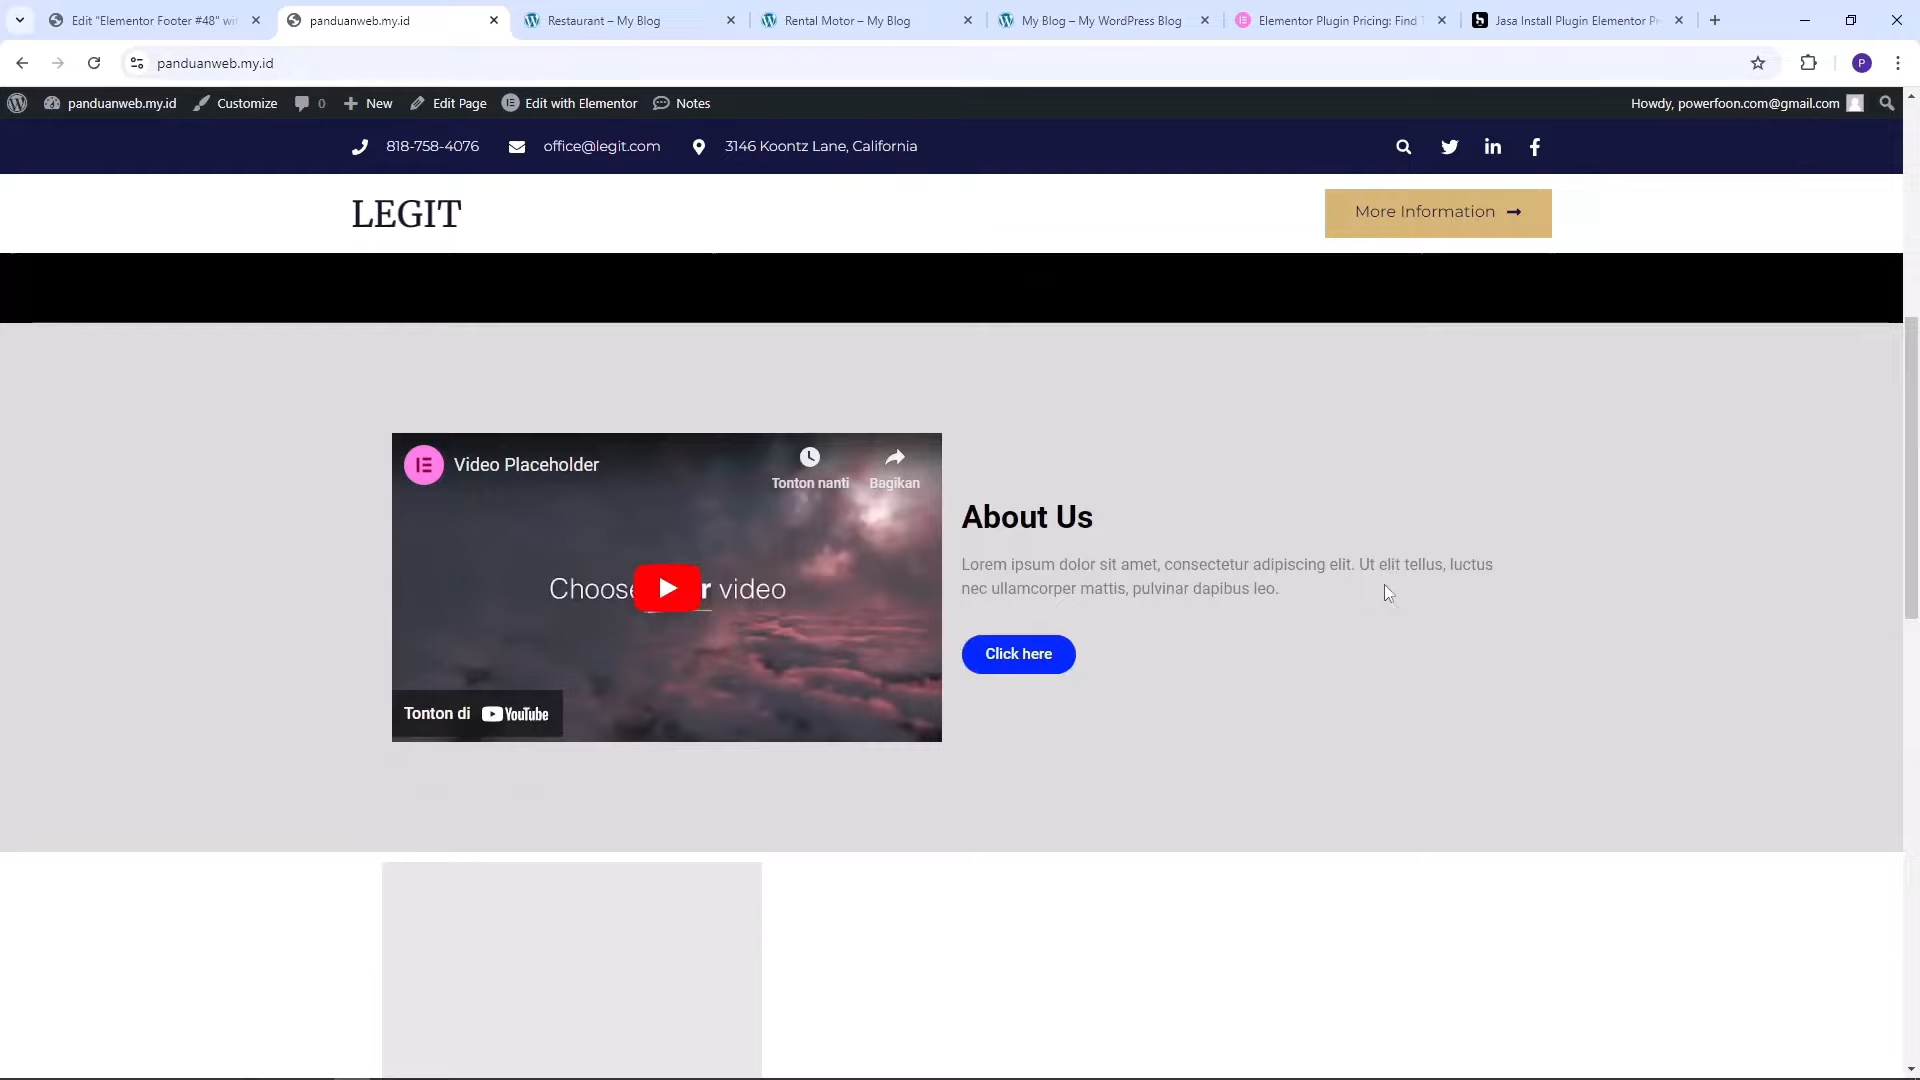 Edit "Elementor Footer #48" wi
panduanweb.my.id
Restaurant – My Blog
Rental Motor – My Blog
My Blog – My WordPress Blog
Elementor Plugin Pricing: Find T
Jasa Install Plugin Elementor Pr
panduanweb.my.id
P
panduanweb.my.id
Customize
0
New
Edit Page
Edit with Elementor
Notes
Howdy, powerfoon.com@gmail.com
818-758-4076
office@legit.com
3146 Koontz Lane, California
LEGIT
More Information
Video Placeholder
Tonton nanti
Bagikan
Choose r video
Tonton di YouTube
About Us
Lorem ipsum dolor sit amet, consectetur adipiscing elit. Ut elit tellus, luctus
nec ullamcorper mattis, pulvinar dapibus leo.
Click here